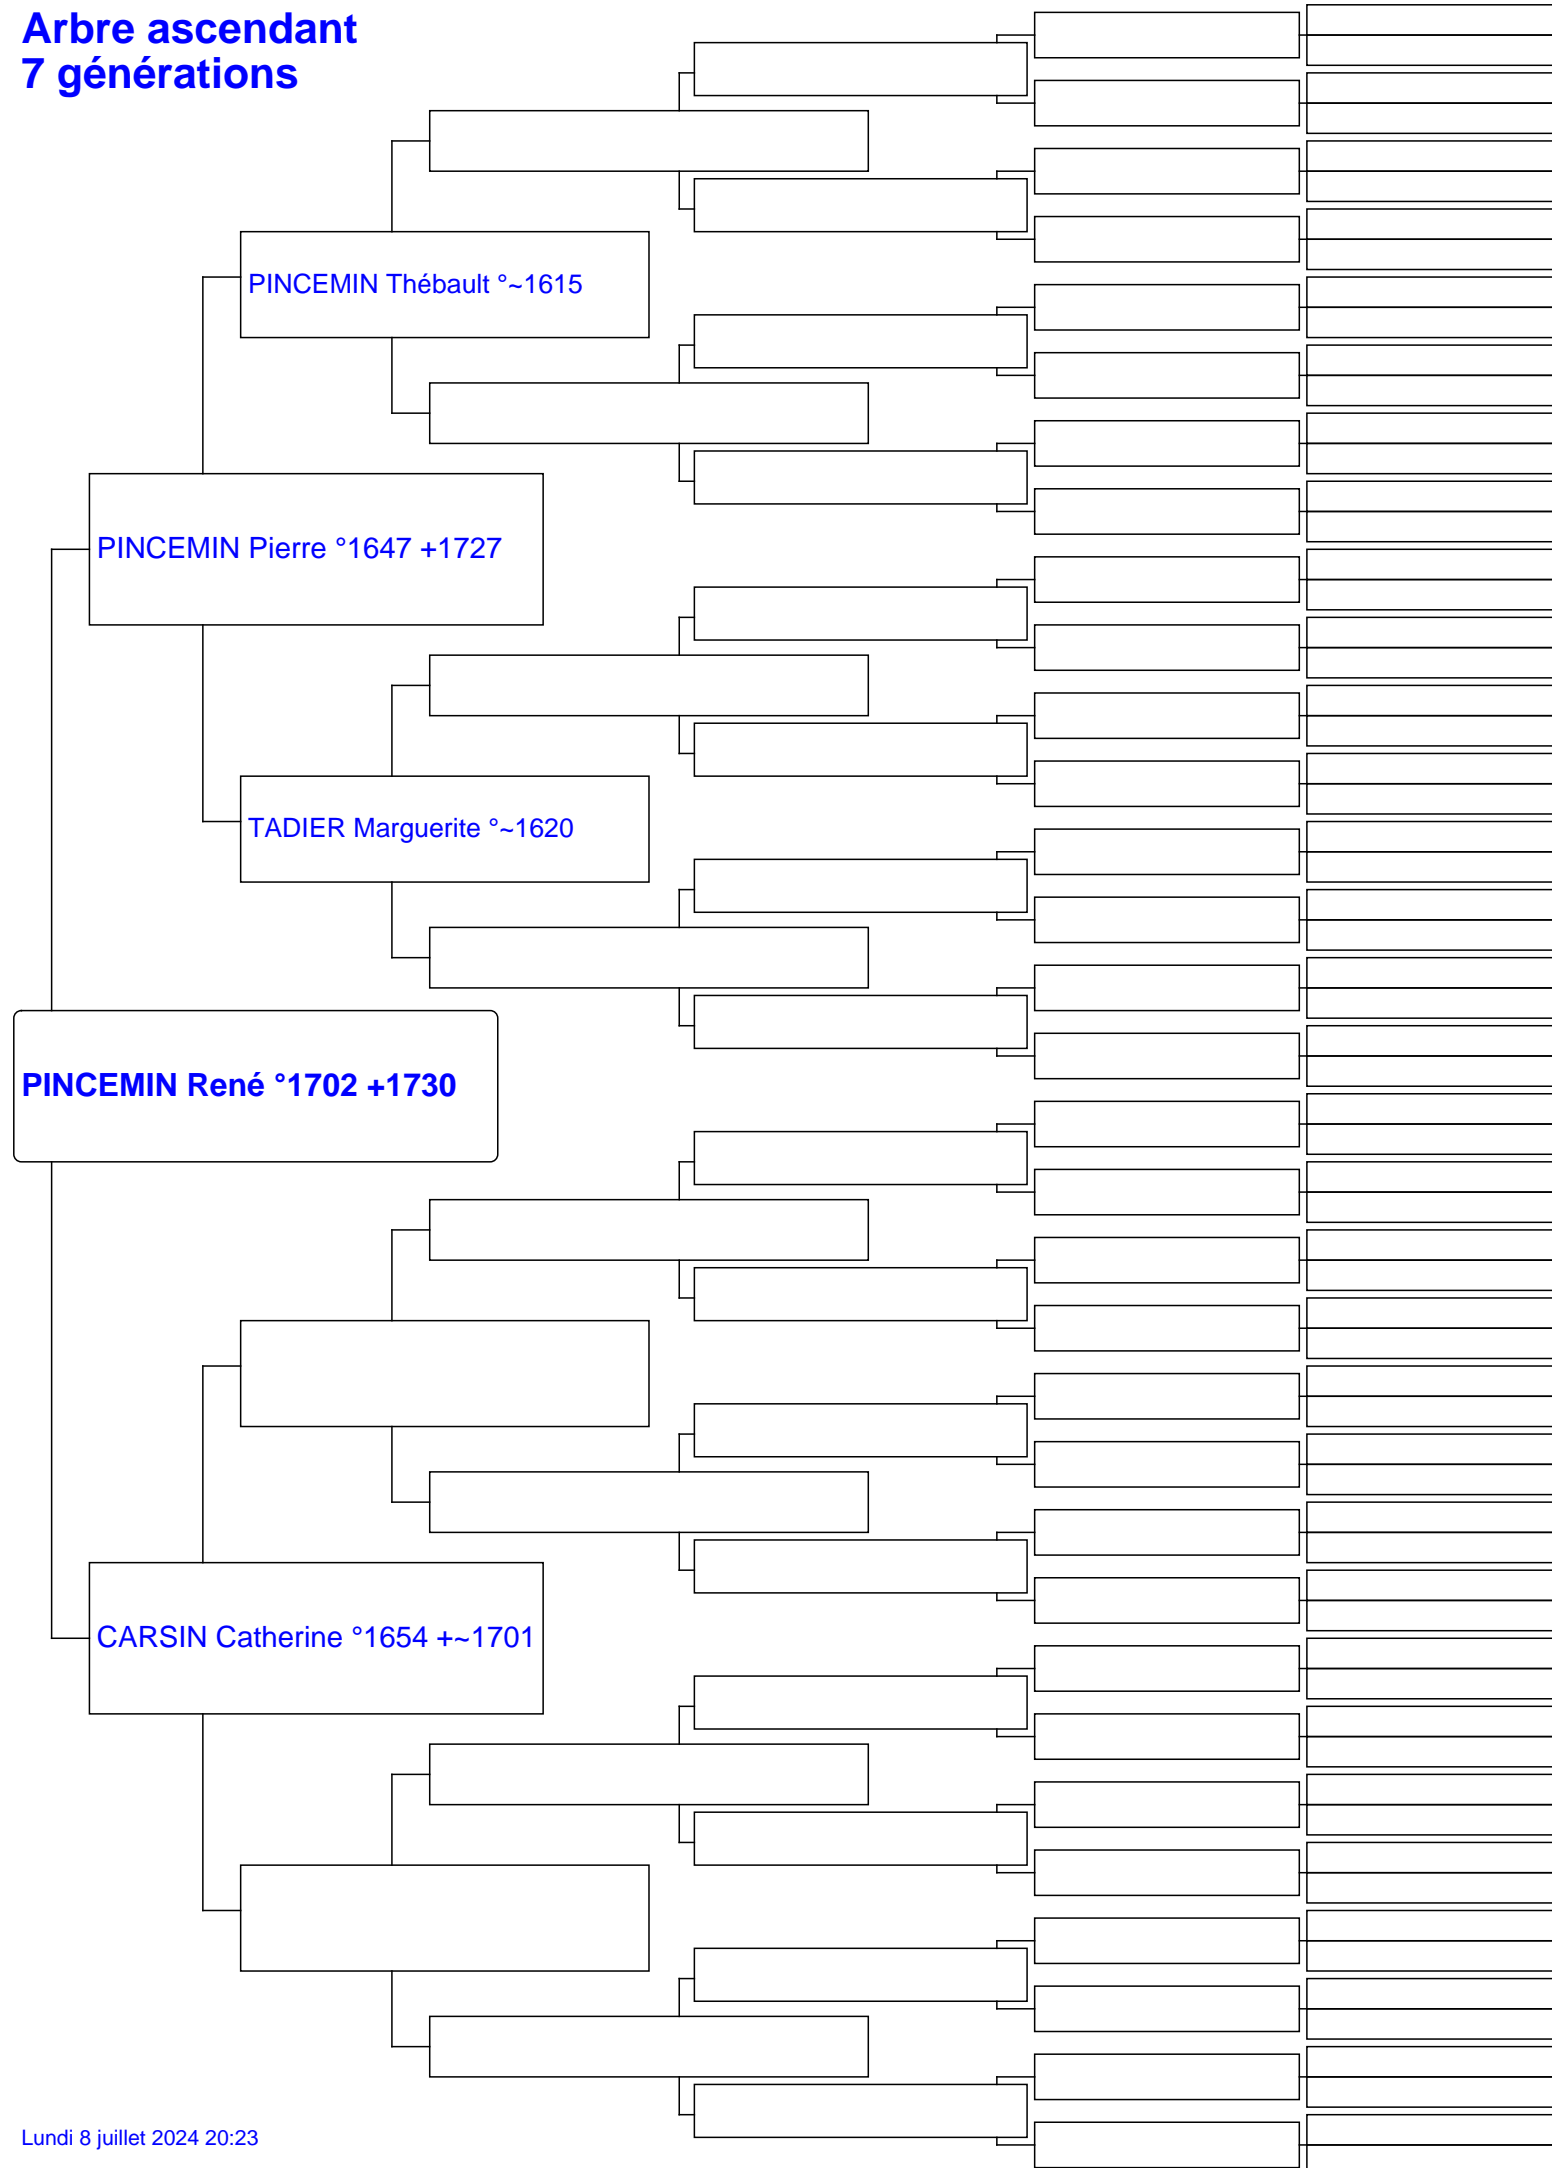 Arbre ascendant
7 générations
PINCEMIN Thébault °~1615
PINCEMIN Pierre °1647 +1727
TADIER Marguerite °~1620
PINCEMIN René °1702 +1730
CARSIN Catherine °1654 +~1701
Lundi 8 juillet 2024 20:23